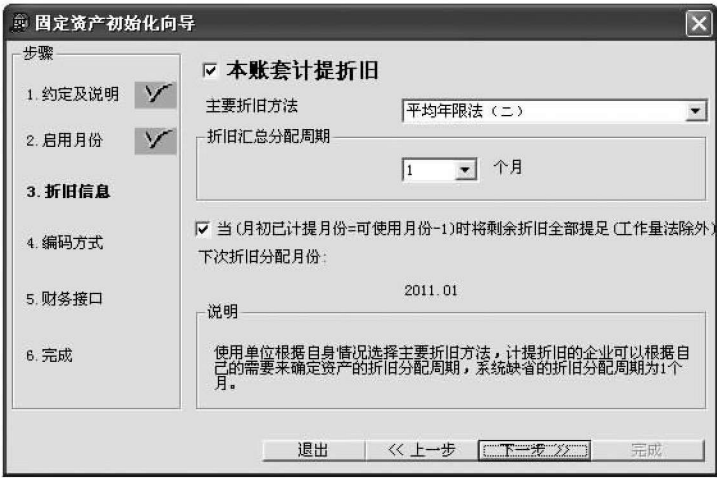 固定资产初始化向导
步骤
1.约定及说明
2.启用月份
3.折旧信息
4.编码方式
5.财务接口
6.完成
本账套计提折旧
主要折旧方法
平均年限法（二）
折旧汇总分配周期
1 个月
当(月初已计提月份=可使用月份-1)时将剩余折旧全部提足(工作量法除外)
下次折旧分配月份:
2011.01
说明
使用单位根据自身情况选择主要折旧方法，计提折旧的企业可以根据自
己的需要来确定资产的折旧分配周期，系统缺省的折旧分配周期为1个
月。
退出 << 上一步 下一步 >> 完成